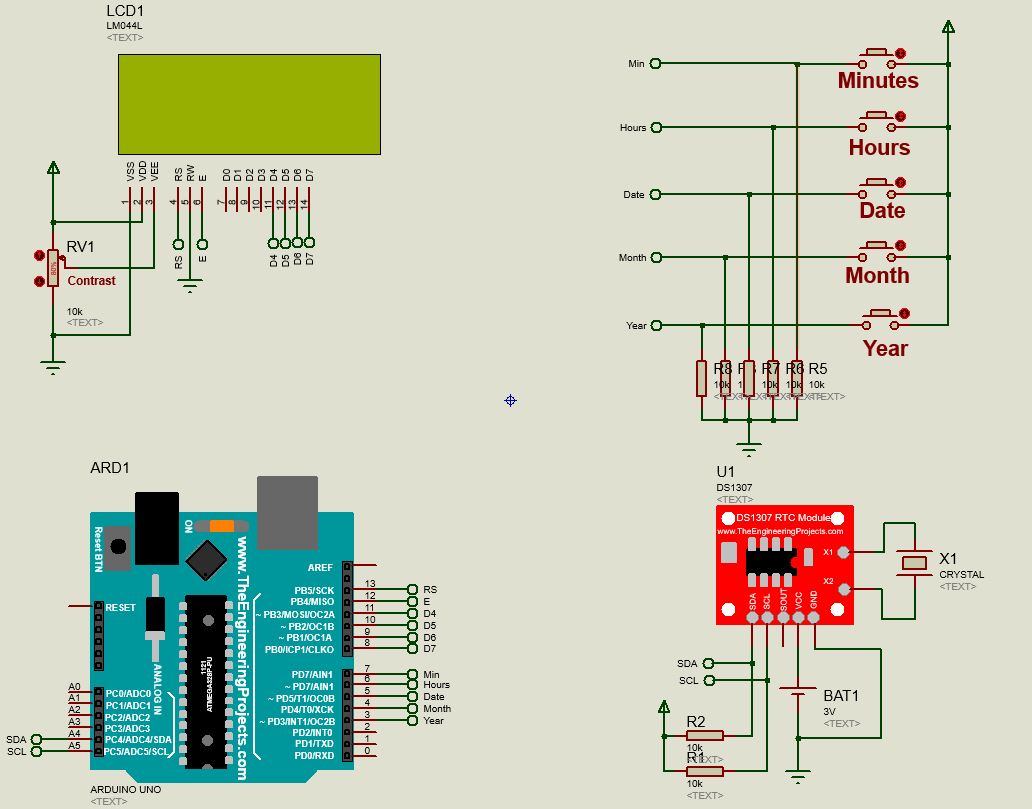 LCD1
LM044L
<TEXT>
VSS
VDD
VEE
RS
RW
E
D0
D1
D2
D3
D4
D5
D6
D7
1
2
3
4
5
6
7
8
9
10
11
12
13
14
RS
E
D4
D5
D6
D7
RV1
80%
Contrast
10k
<TEXT>
Min
Minutes
Hours
Hours
Date
Date
Month
Month
Year
Year
R8
R7
R6
R5
10k
10k
10k
10k
<TEXT>
ARD1
Reset BTN
ON
www.TheEngineeringProjects.com
1121
ATMEGA328P-PU
ANALOG IN
RESET
AREF
PB5/SCK
PB4/MISO
~ PB3/MOSI/OC2A
~ PB2/OC1B
~ PB1/OC1A
PB0/ICP1/CLKO
13
12
11
10
9
8
RS
E
D4
D5
D6
D7
PD7/AIN1
~ PD7/AIN1
~ PD5/T1/OC0B
PD4/T0/XCK
~ PD3/INT1/OC2B
PD2/INT0
PD1/TXD
PD0/RXD
7
6
5
4
3
2
1
0
Min
Hours
Date
Month
Year
A0
A1
A2
A3
A4
A5
PC0/ADC0
PC1/ADC1
PC2/ADC2
PC3/ADC3
PC4/ADC4/SDA
PC5/ADC5/SCL
SDA
SCL
ARDUINO UNO
<TEXT>
U1
DS1307
<TEXT>
DS1307 RTC Module
www.TheEngineeringProjects.com
X1
X2
SDA
SCL
SOUT
VCC
GND
X1
CRYSTAL
<TEXT>
SDA
SCL
BAT1
3V
<TEXT>
R2
10k
<TEXT>
R1
10k
<TEXT>